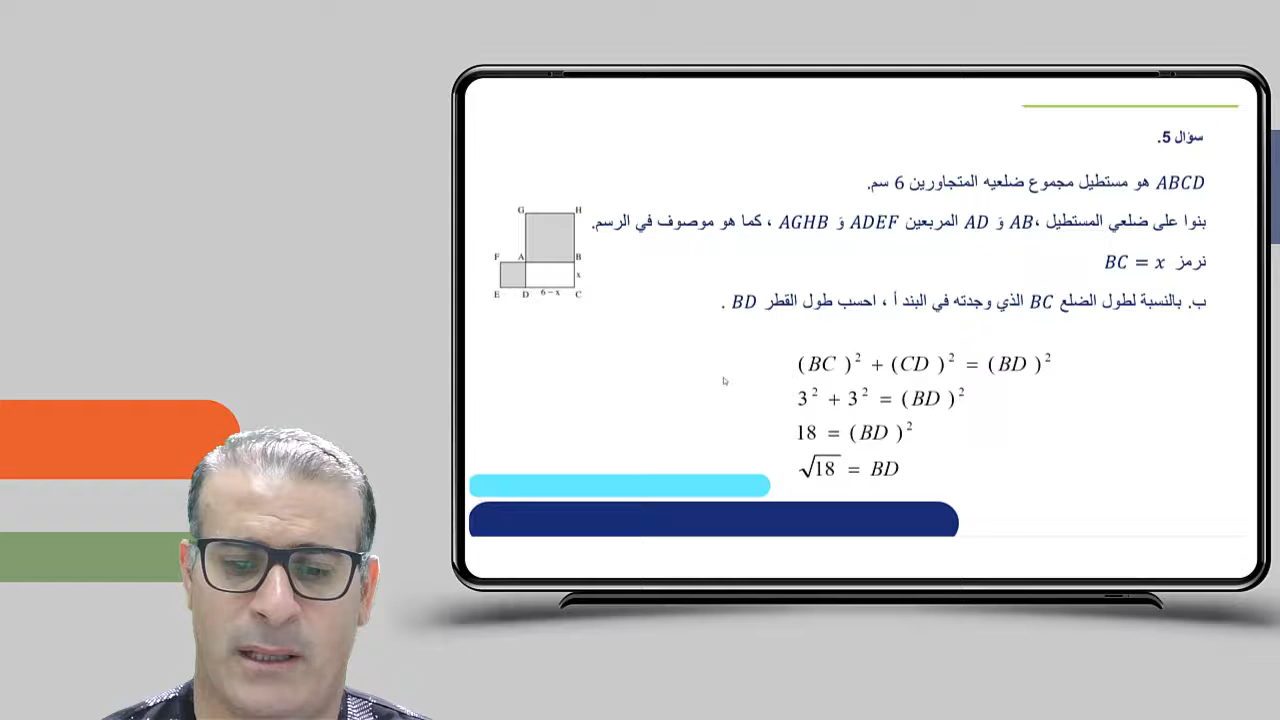 سؤال 5.
ABCD هو مستطيل مجموع ضلعيه المتجاورين 6 سم.
بنوا على ضلعي المستطيل ،AB وَ AD المربعين ADEF وَ AGHB ، كما هو موصوف في الرسم.
نرمز BC = x
ب. بالنسبة لطول الضلع BC الذي وجدته في البند أ ، احسب طول القطر BD .
G H
F A B
x
E D 6-x C
(BC)² + (CD)² = (BD)²
3² + 3² = (BD)²
18 = (BD)²
√18 = BD